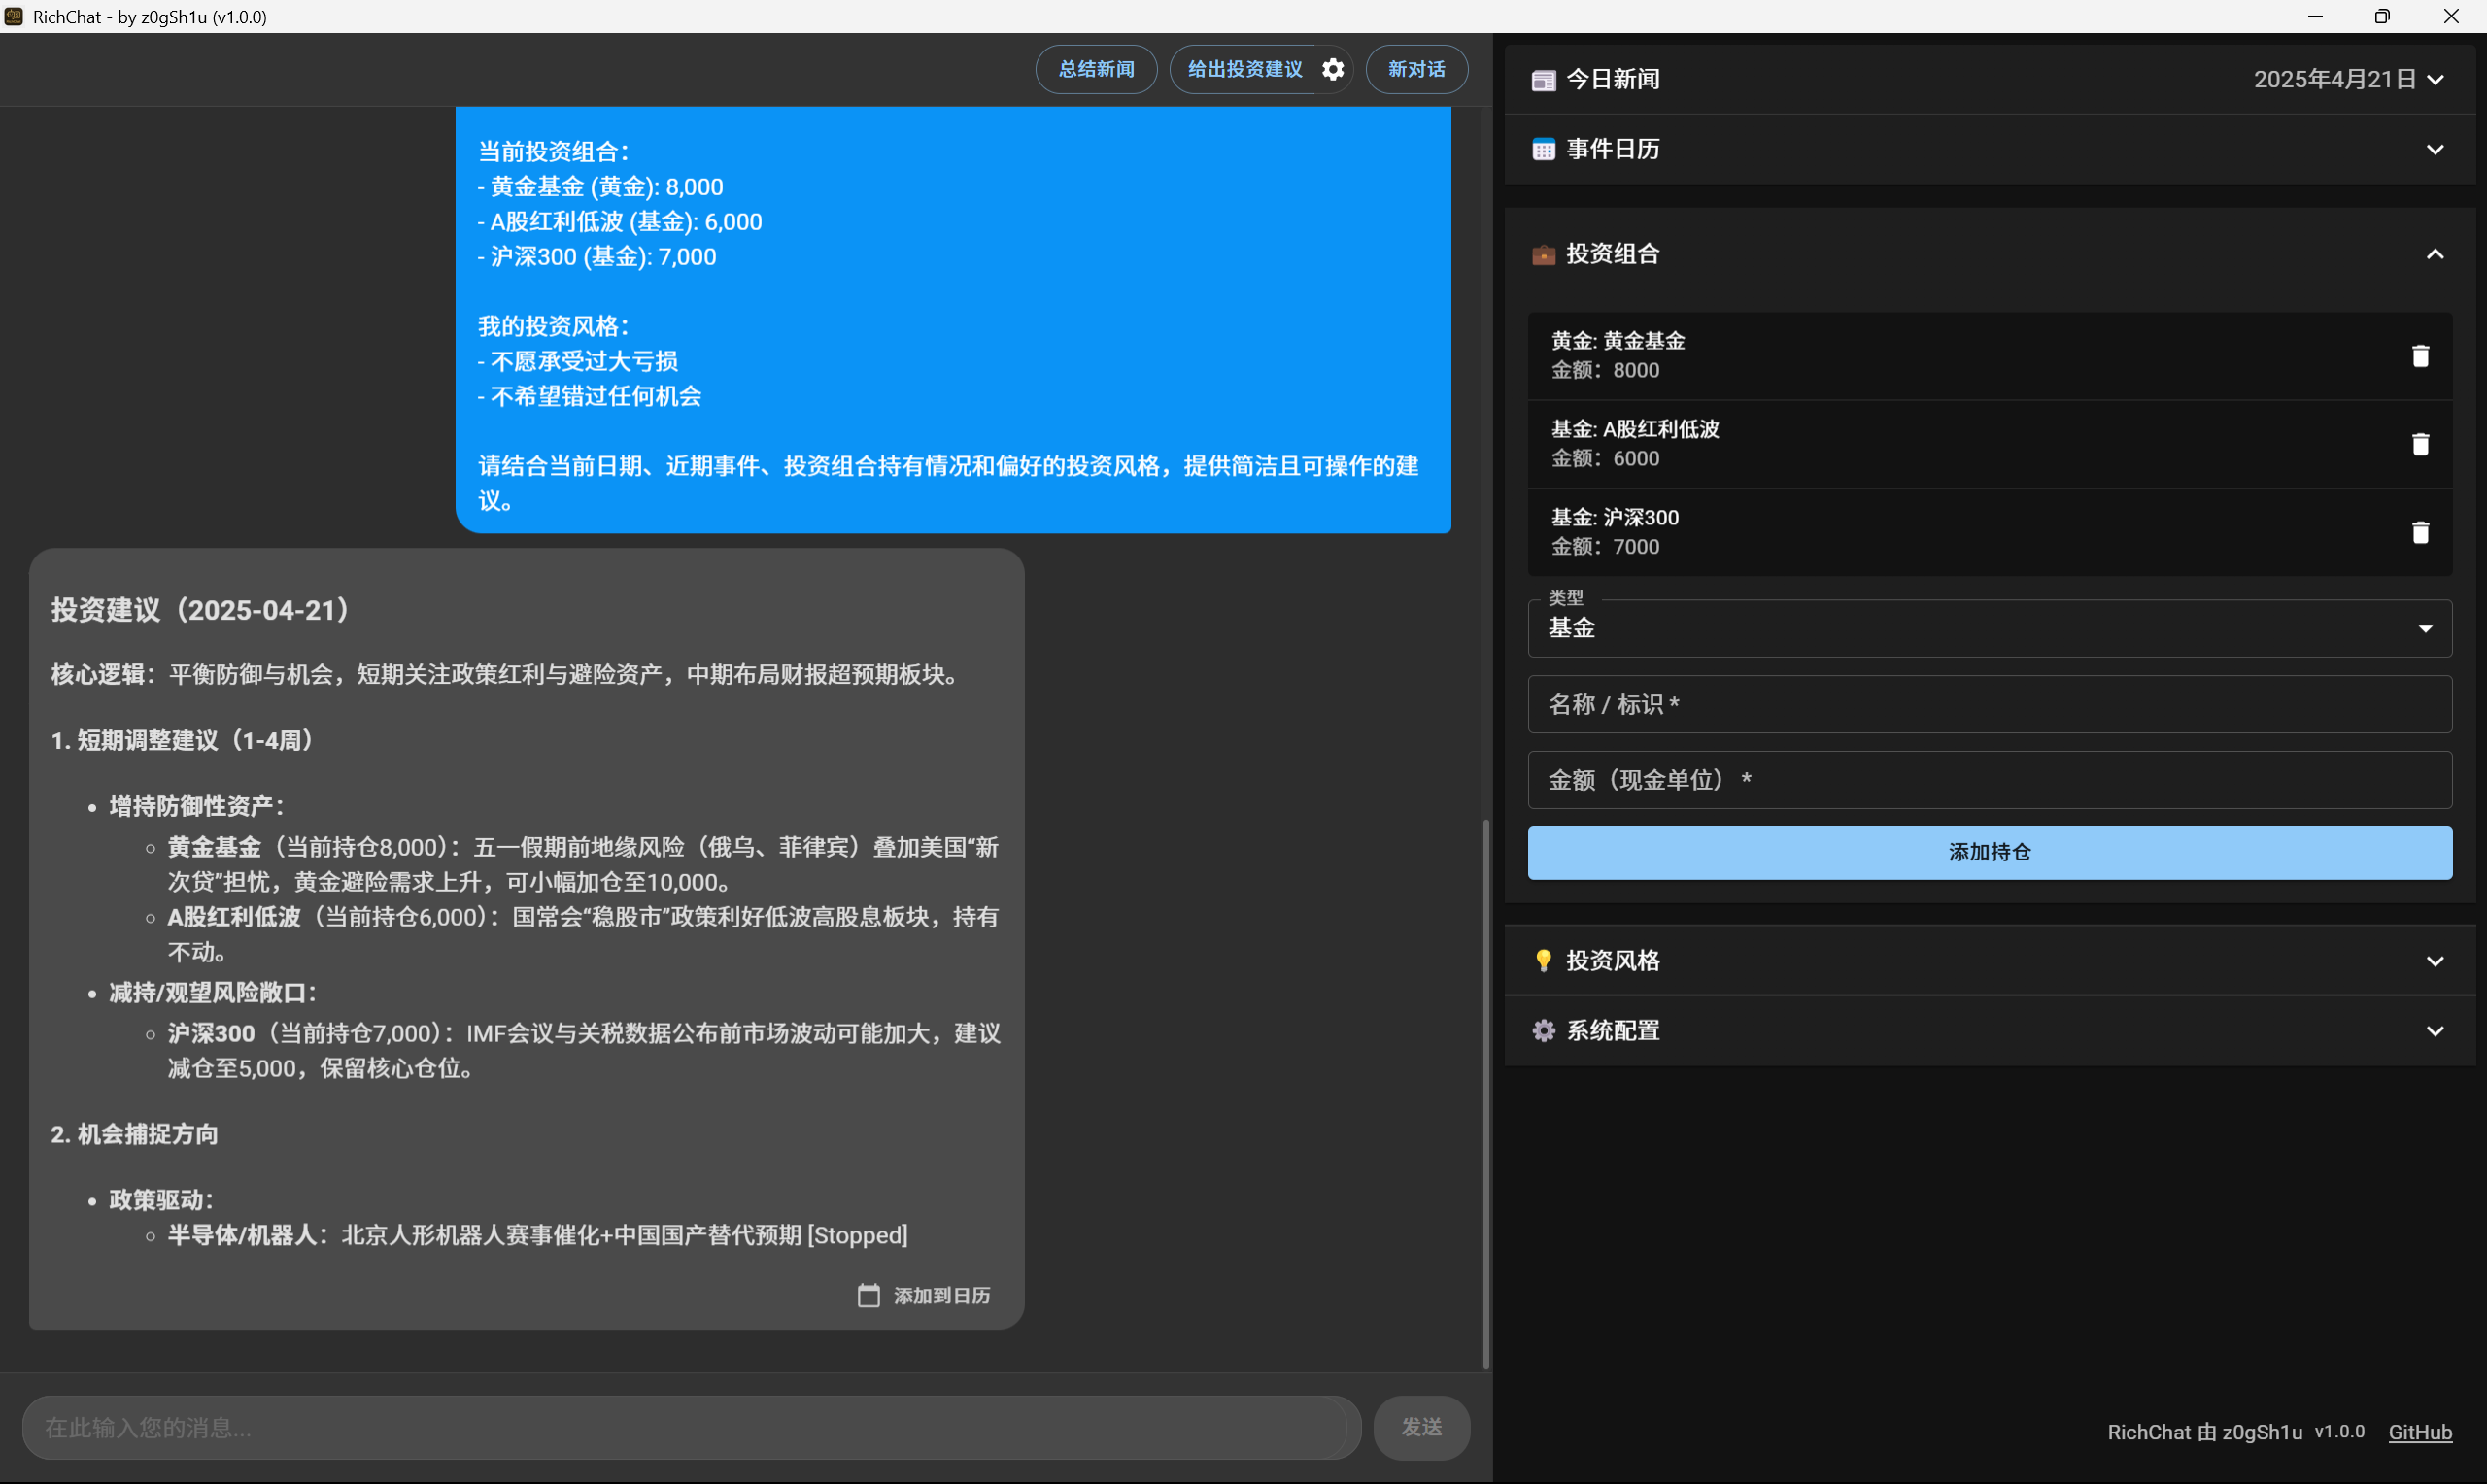 RichChat - by z0gSh1u (v1.0.0)
总结新闻
给出投资建议
新对话
当前投资组合：
- 黄金基金 (黄金): 8,000
- A股红利低波 (基金): 6,000
- 沪深300 (基金): 7,000
我的投资风格：
- 不愿承受过大亏损
- 不希望错过任何机会
请结合当前日期、近期事件、投资组合持有情况和偏好的投资风格，提供简洁且可操作的建
议。
投资建议（2025-04-21）
核心逻辑：平衡防御与机会，短期关注政策红利与避险资产，中期布局财报超预期板块。
1. 短期调整建议（1-4周）
• 增持防御性资产：
◦ 黄金基金（当前持仓8,000）：五一假期前地缘风险（俄乌、菲律宾）叠加美国“新
次贷”担忧，黄金避险需求上升，可小幅加仓至10,000。
◦ A股红利低波（当前持仓6,000）：国常会“稳股市”政策利好低波高股息板块，持有
不动。
• 减持/观望风险敞口：
◦ 沪深300（当前持仓7,000）：IMF会议与关税数据公布前市场波动可能加大，建议
减仓至5,000，保留核心仓位。
2. 机会捕捉方向
• 政策驱动：
◦ 半导体/机器人：北京人形机器人赛事催化+中国国产替代预期 [Stopped]
添加到日历
在此输入您的消息...
发送
今日新闻
2025年4月21日
事件日历
投资组合
黄金: 黄金基金
金额：8000
基金: A股红利低波
金额：6000
基金: 沪深300
金额：7000
类型
基金
名称 / 标识 *
金额（现金单位） *
添加持仓
投资风格
系统配置
RichChat 由 z0gSh1u v1.0.0 GitHub